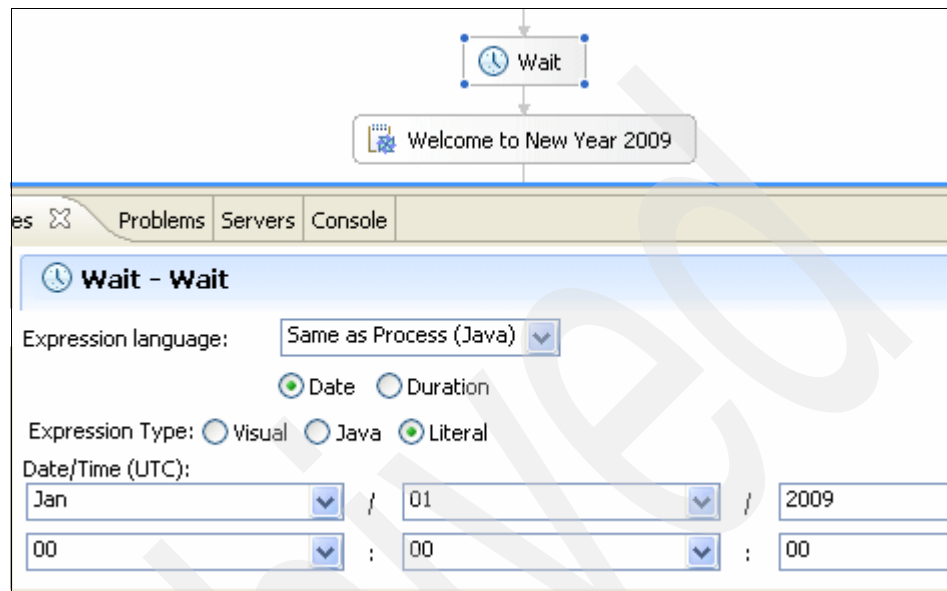 Wait
Welcome to New Year 2009
es Problems Servers Console
Wait - Wait
Expression language: Same as Process (Java)
Date Duration
Expression Type: Visual Java Literal
Date/Time (UTC):
Jan / 01 / 2009
00 : 00 : 00
hived